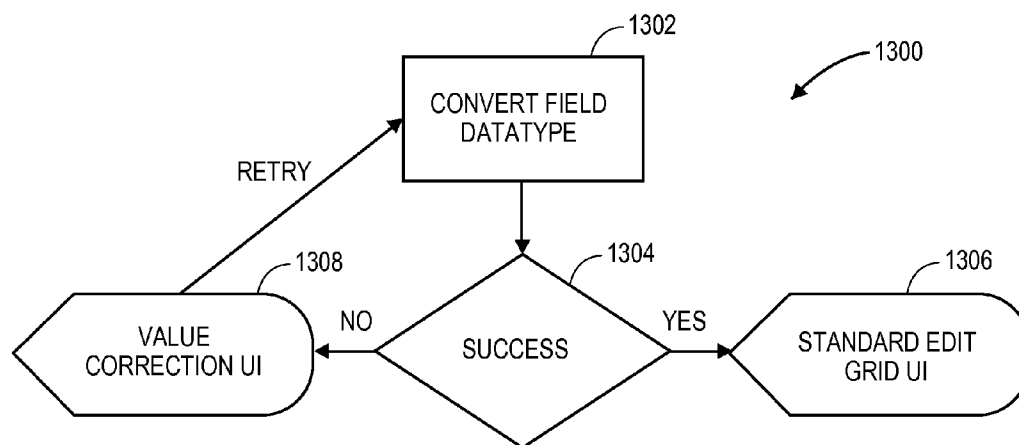 1302
1300
CONVERT FIELD
DATATYPE
RETRY
1308
1304
1306
NO
YES
VALUE
CORRECTION UI
SUCCESS
STANDARD EDIT
GRID UI